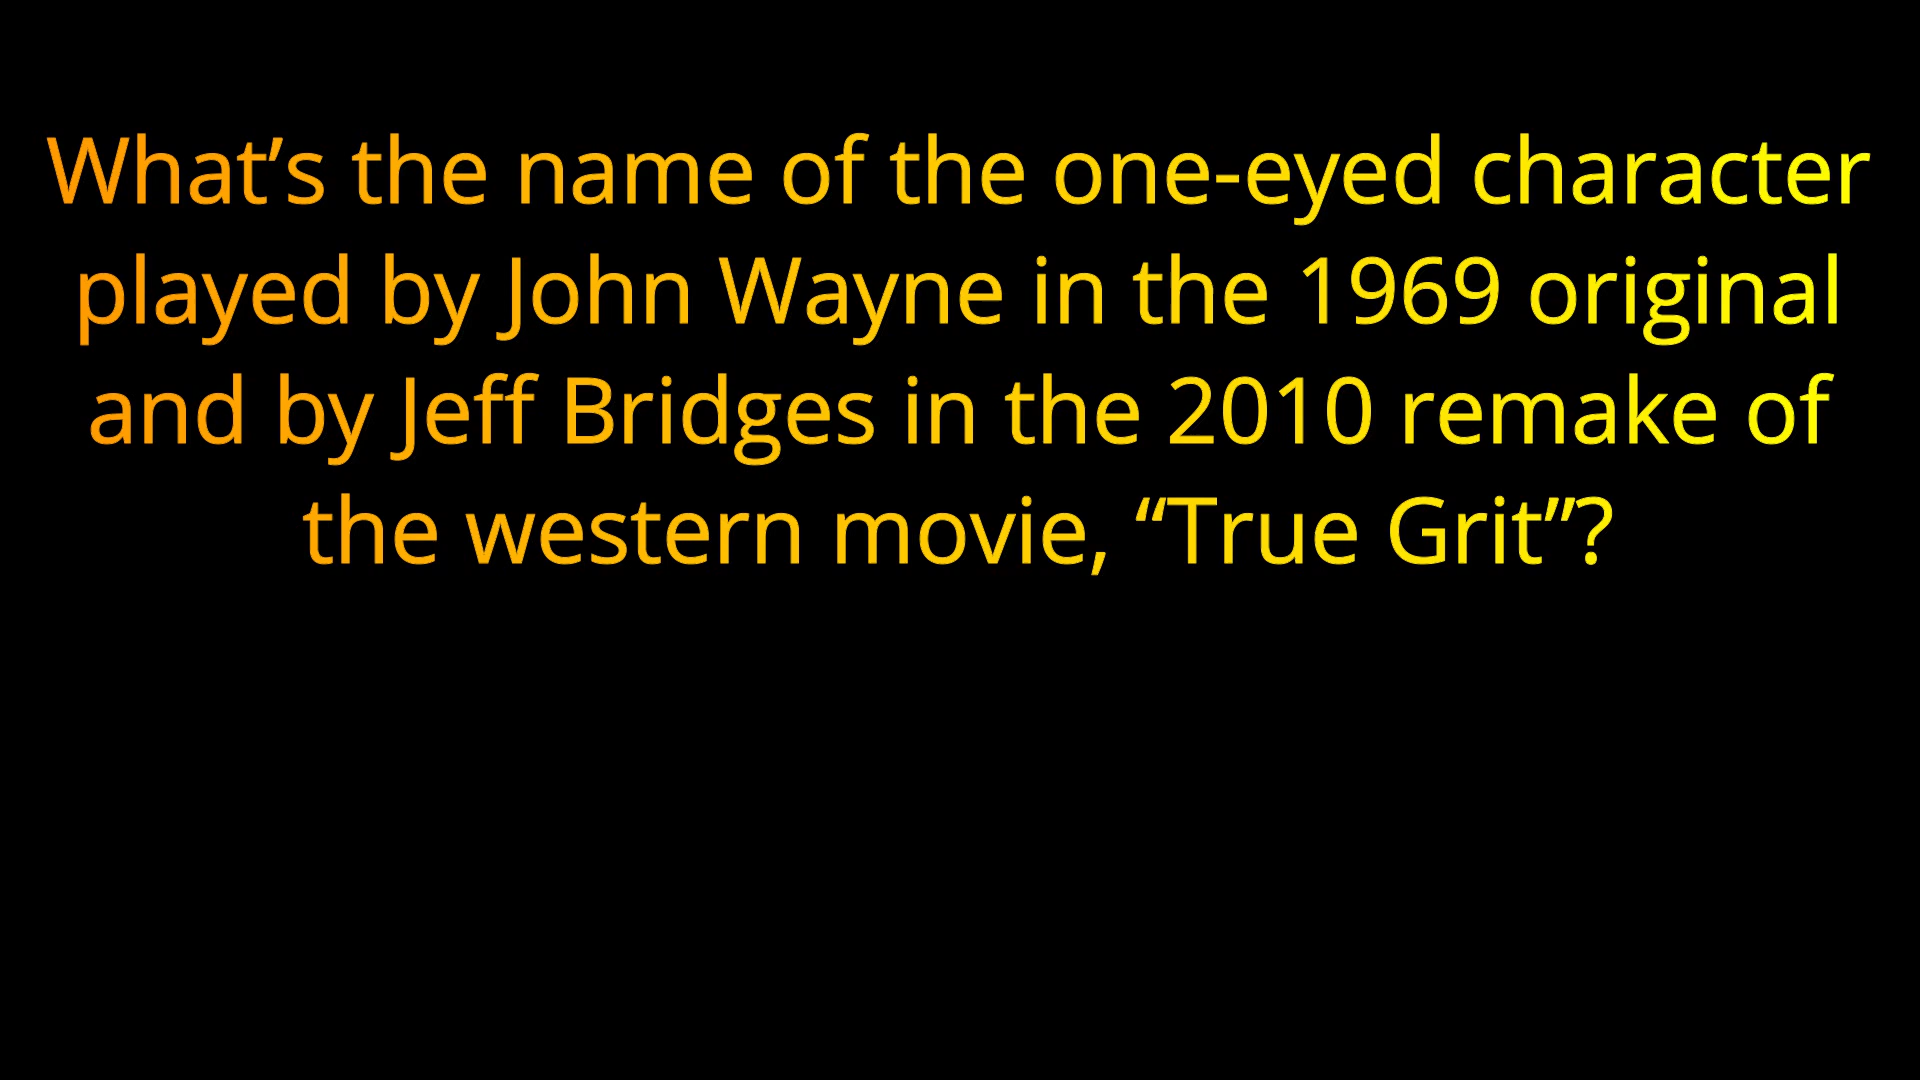 What’s the name of the one-eyed character
played by John Wayne in the 1969 original
and by Jeff Bridges in the 2010 remake of
the western movie, “True Grit”?